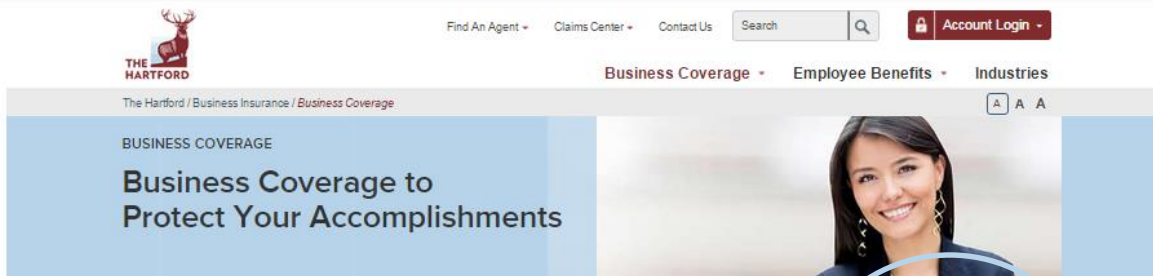 Find An Agent Claims Center Contact Us Search Account Login
THE
HARTFORD
Business Coverage Employee Benefits Industries
The Hartford / Business Insurance / Business Coverage
A A A
BUSINESS COVERAGE
Business Coverage to
Protect Your Accomplishments